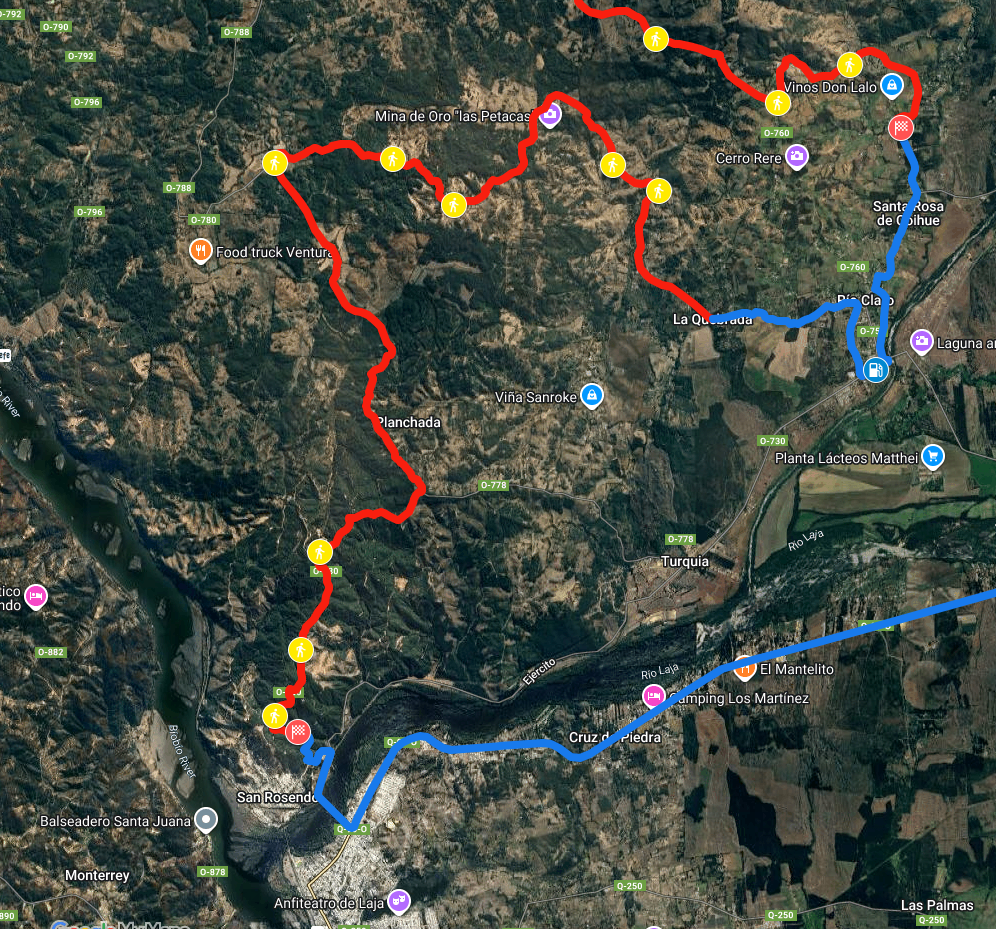 O-792
O-790
O-788
O-792
O-796
Vinos Don Lalo
Mina de Oro "las Petacas
O-760
Cerro Rere
O-788
O-796
O-780
Santa Rosa
de Coihue
Food truck Ventura
O-760
Río Claro
La Quebrada
O-75
Laguna ar
River
Viña Sanroke
Planchada
O-730
Planta Lácteos Matthei
O-778
Río Laja
O-778
Turquia
tico
ndo
O-882
Ejercito
Río Laja
El Mantelito
Camping Los Martínez
Biobío River
Cruz de Piedra
San Rosendo
Balseadero Santa Juana
Monterrey
O-878
Q-250
Anfiteatro de Laja
Las Palmas
890
Q-250
Q-250
Google My Maps